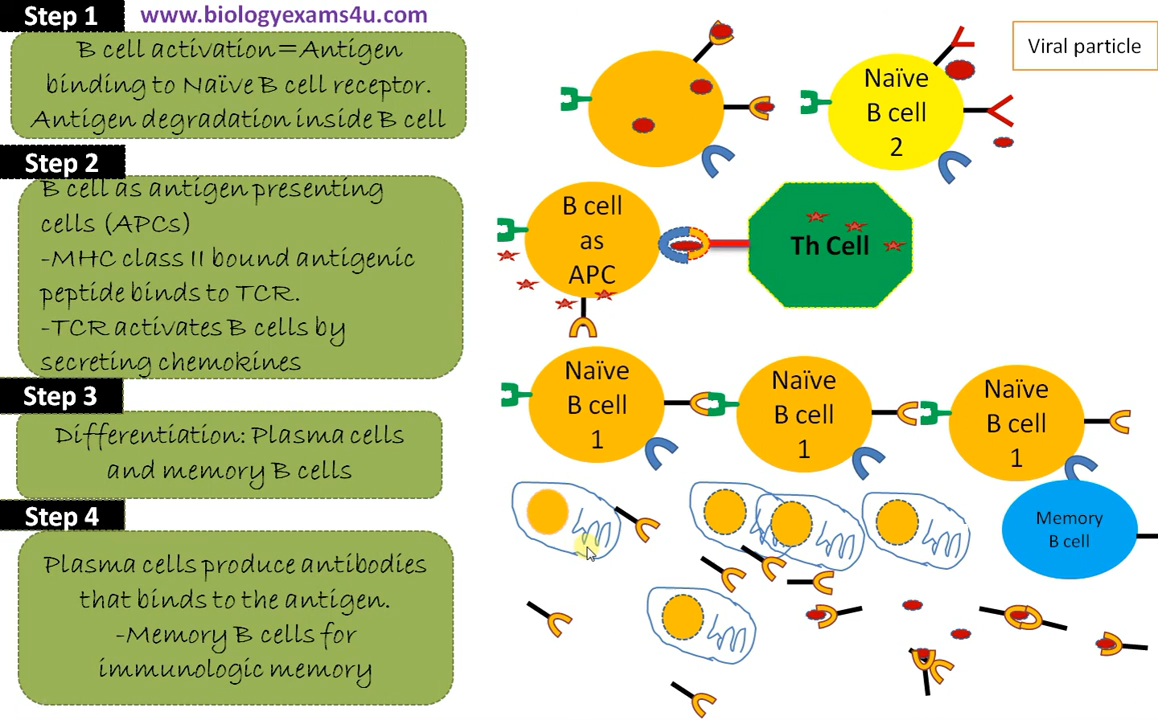 Step 1
www.biologyexams4u.com
B cell activation=Antigen
binding to Naïve B cell receptor.
Antigen degradation inside B cell
Naïve
B cell
2
Viral particle
Step 2
B cell as antigen presenting
cells (APCs)
-MHC class II bound antigenic
peptide binds to TCR.
-TCR activates B cells by
secreting chemokines
B cell
as
APC
Th Cell
Step 3
Differentiation: Plasma cells
and memory B cells
Naïve
B cell
1
Naïve
B cell
1
Naïve
B cell
1
Step 4
Plasma cells produce antibodies
that binds to the antigen.
-Memory B cells for
immunologic memory
Memory
B cell